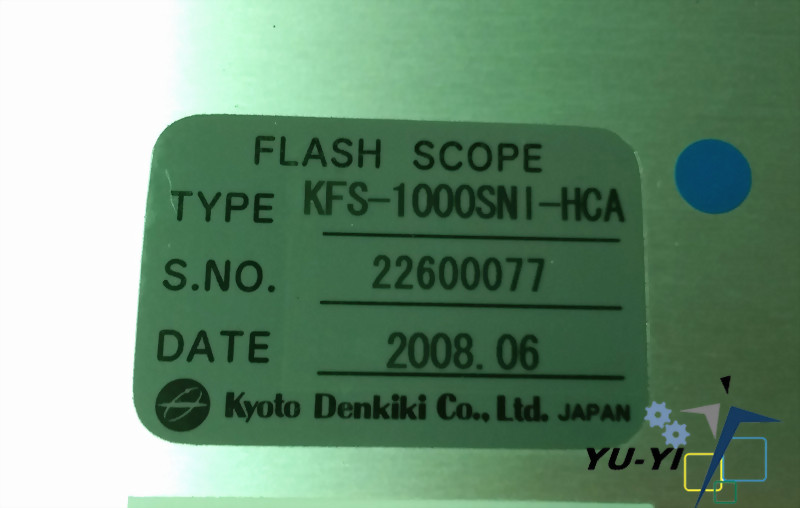 FLASH SCOPE
TYPE KFS-1000SNI-HCA
S.NO. 22600077
DATE 2008.06
Kyoto Denkiki Co., Ltd. JAPAN
YU-YI